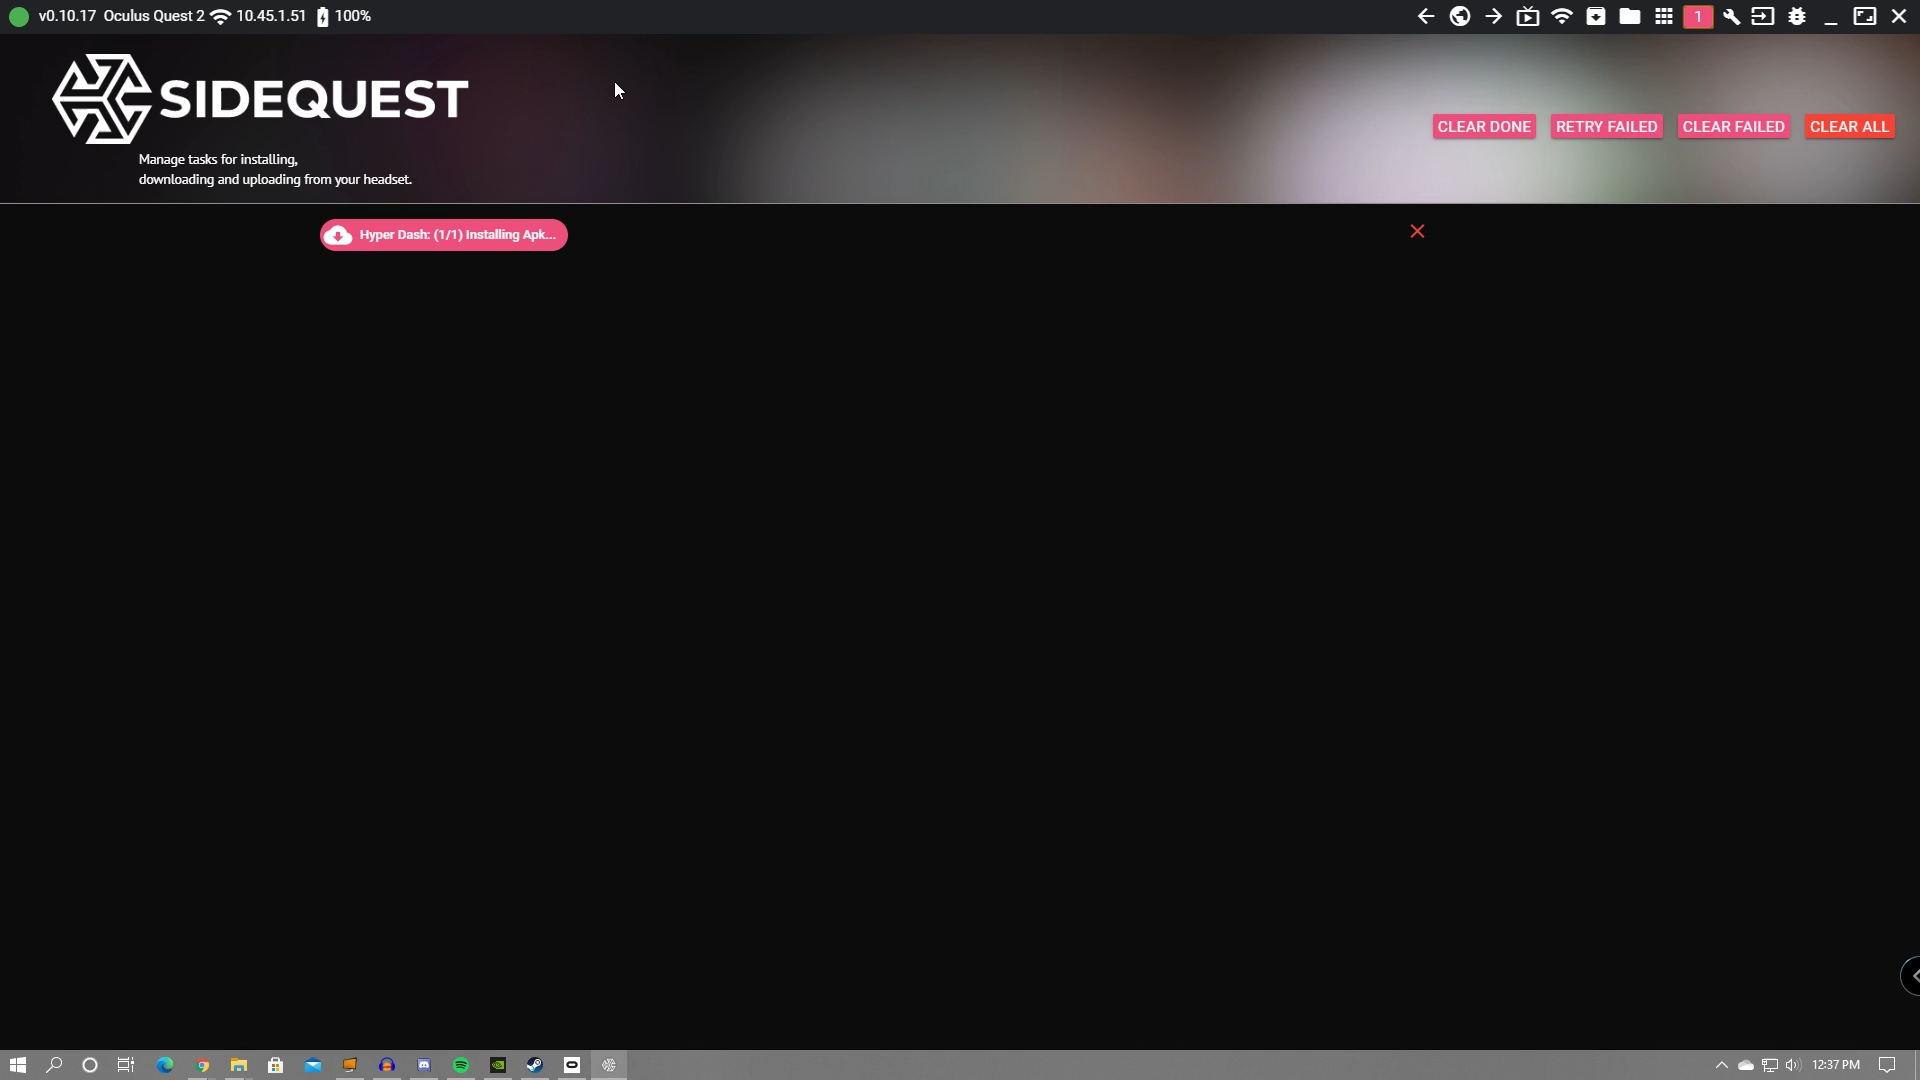 v0.10.17 Oculus Quest 2 10.45.1.51 100%
1
SIDEQUEST
Manage tasks for installing,
downloading and uploading from your headset.
CLEAR DONE RETRY FAILED CLEAR FAILED CLEAR ALL
Hyper Dash: (1/1) Installing Apk...
12:37 PM